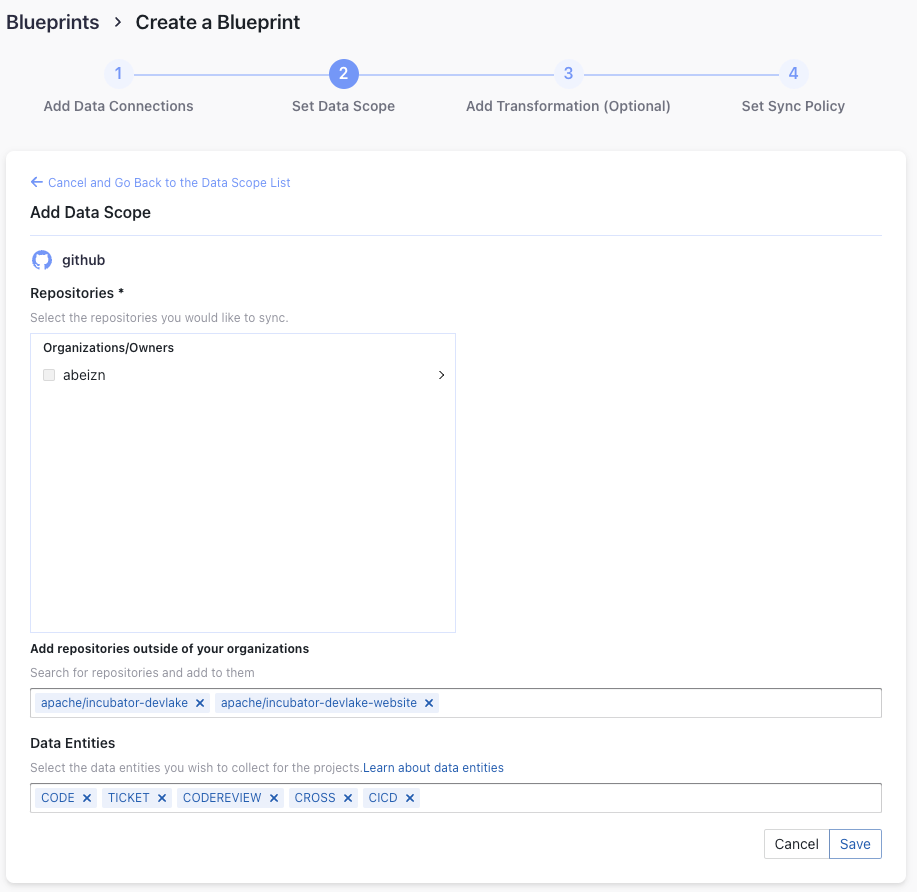 Blueprints > Create a Blueprint
1 2 3 4
Add Data Connections Set Data Scope Add Transformation (Optional) Set Sync Policy
← Cancel and Go Back to the Data Scope List
Add Data Scope
github
Repositories *
Select the repositories you would like to sync.
Organizations/Owners
abeizn >
Add repositories outside of your organizations
Search for repositories and add to them
apache/incubator-devlake × apache/incubator-devlake-website ×
Data Entities
Select the data entities you wish to collect for the projects.Learn about data entities
CODE × TICKET × CODEREVIEW × CROSS × CICD ×
Cancel Save